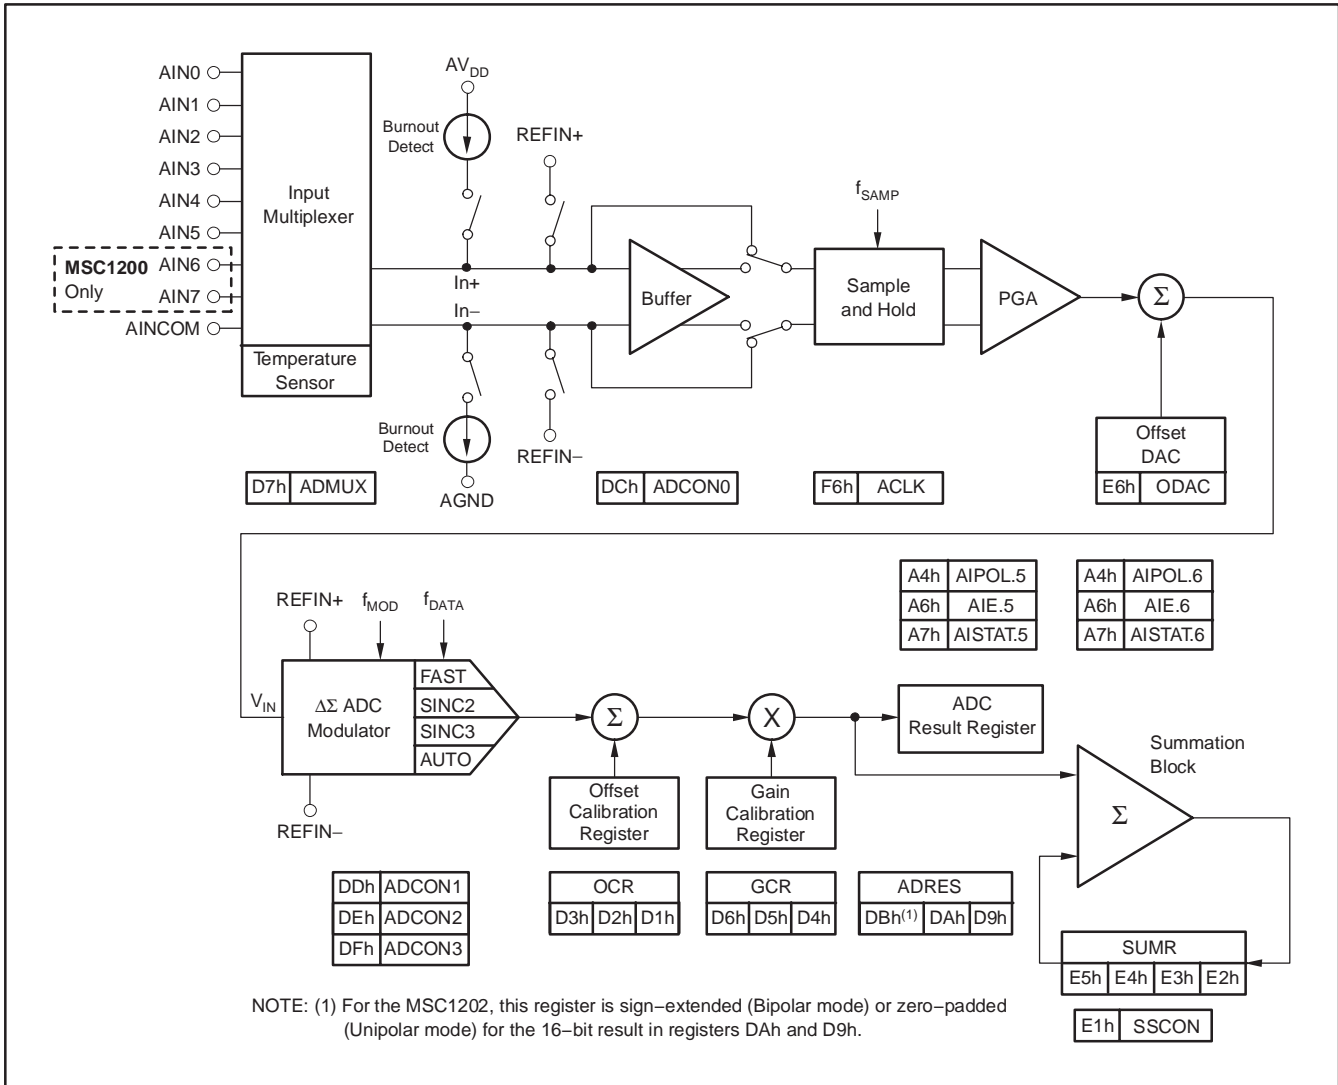 AIN0
AIN1
AIN2
AIN3
AIN4
AIN5
MSC1200
Only
AIN6
AIN7
AINCOM
Input
Multiplexer
Temperature
Sensor
AVDD
Burnout
Detect
REFIN+
In+
In−
Burnout
Detect
AGND
REFIN−
Buffer
fSAMP
Sample
and Hold
PGA
Σ
Offset
DAC
E6h ODAC
D7h ADMUX
DCh ADCON0
F6h ACLK
A4h AIPOL.5
A6h AIE.5
A7h AISTAT.5
A4h AIPOL.6
A6h AIE.6
A7h AISTAT.6
REFIN+
fMOD
fDATA
VIN
ΔΣ ADC
Modulator
FAST
SINC2
SINC3
AUTO
REFIN−
Σ
Offset
Calibration
Register
X
Gain
Calibration
Register
ADC
Result Register
Summation
Block
Σ
DDh ADCON1
DEh ADCON2
DFh ADCON3
OCR
D3h D2h D1h
GCR
D6h D5h D4h
ADRES
DBh(1) DAh D9h
SUMR
E5h E4h E3h E2h
E1h SSCON
NOTE: (1) For the MSC1202, this register is sign−extended (Bipolar mode) or zero−padded
(Unipolar mode) for the 16−bit result in registers DAh and D9h.